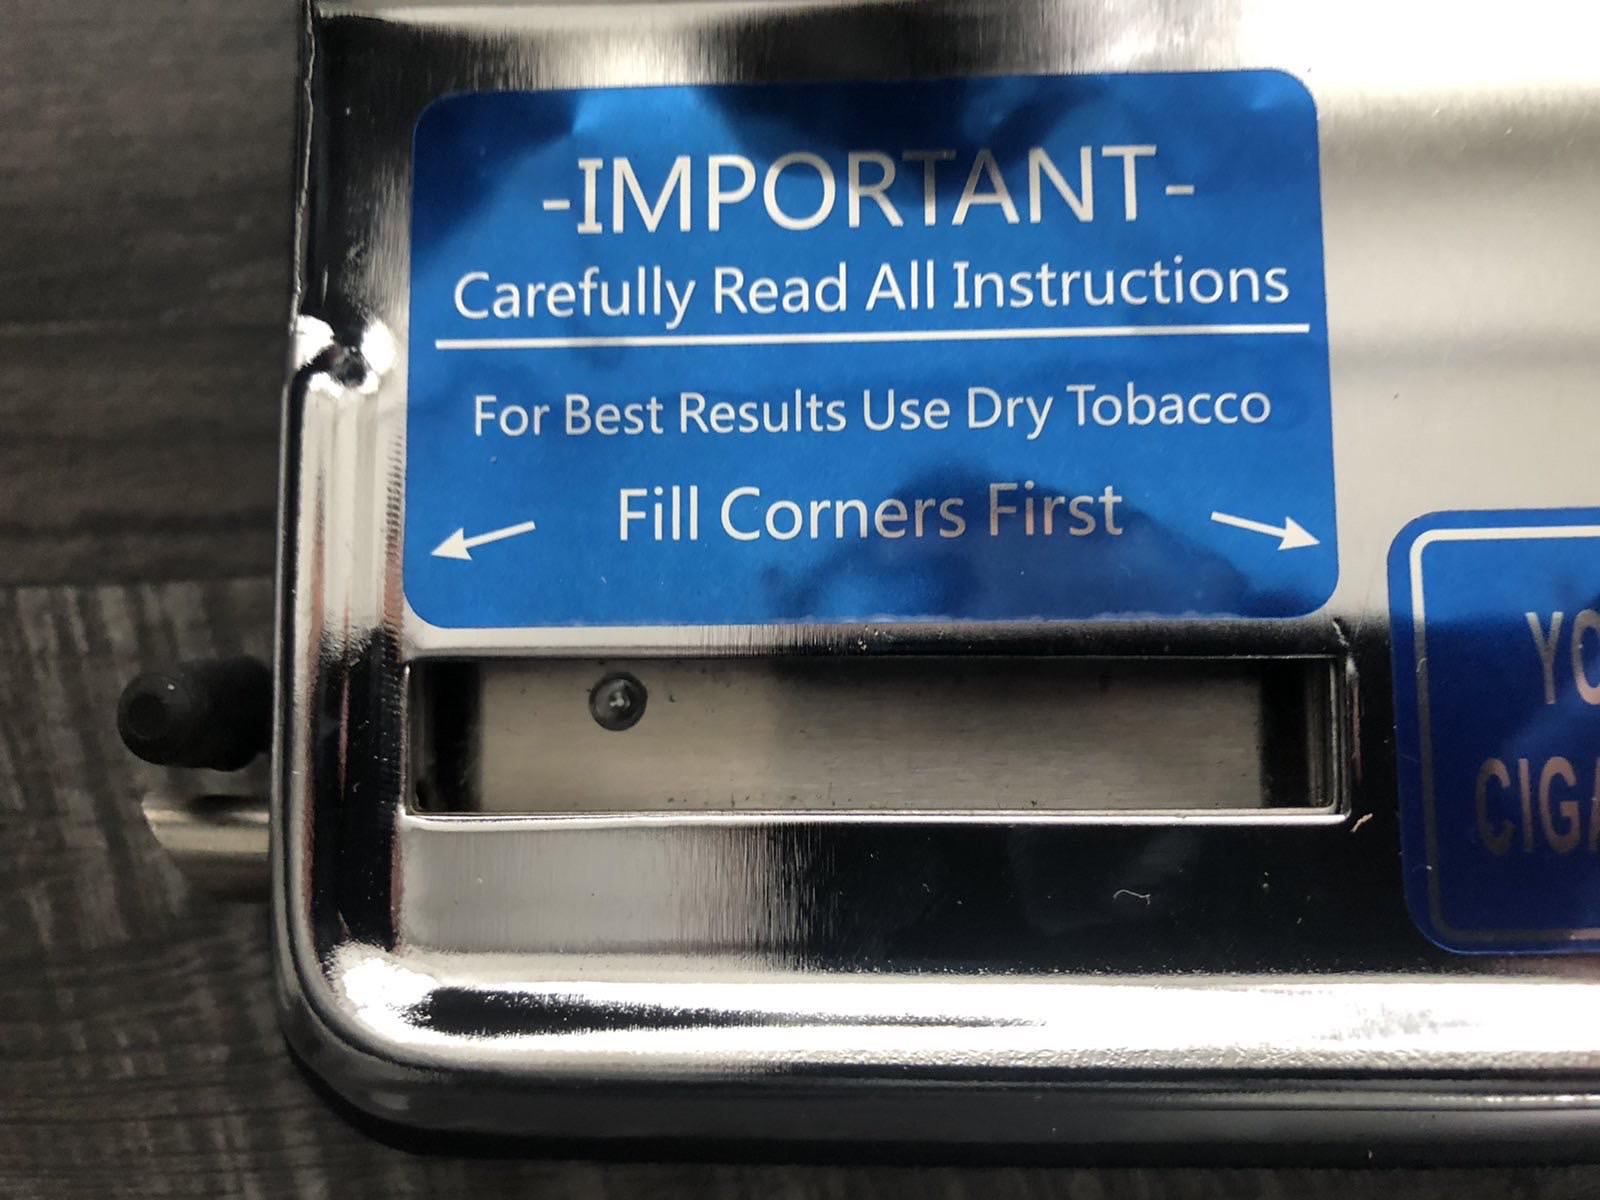 -IMPORTANT-
Carefully Read All Instructions
For Best Results Use Dry Tobacco
Fill Corners First